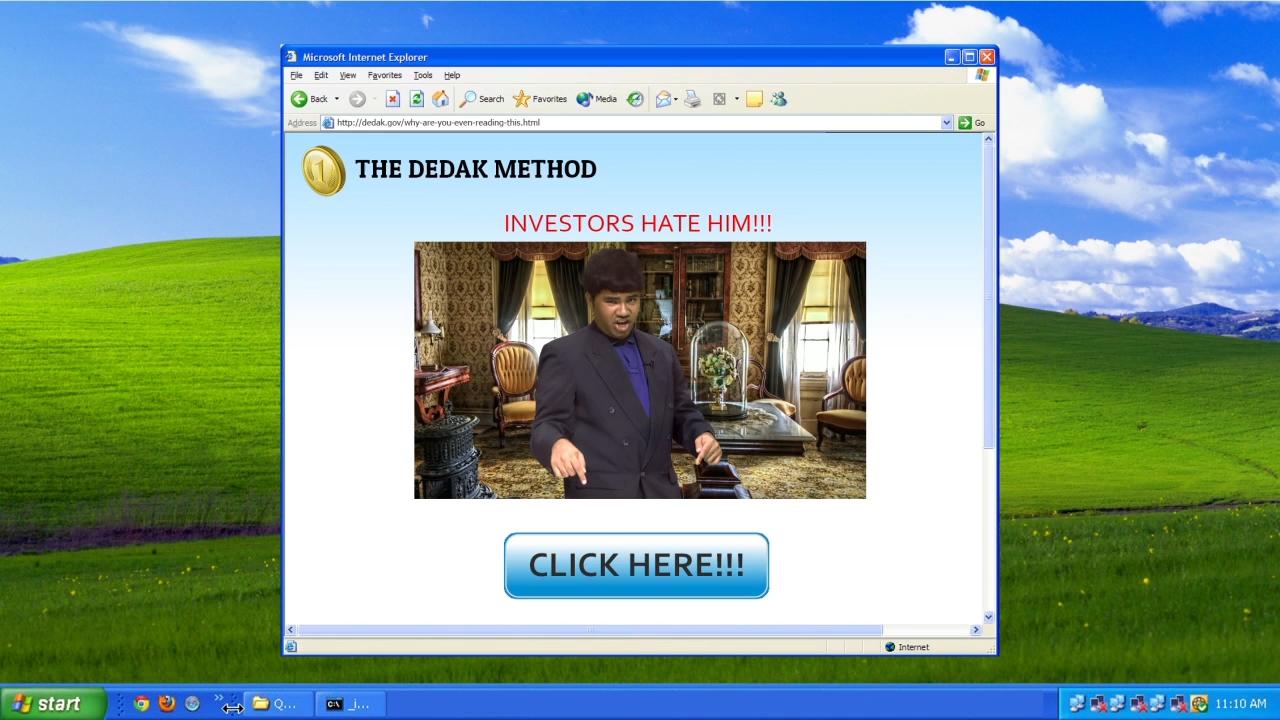 Microsoft Internet Explorer
File Edit View Favorites Tools Help
Back Search Favorites Media
Address http://dedak.gov/why-are-you-even-reading-this.html Go
1 THE DEDAK METHOD
INVESTORS HATE HIM!!!
CLICK HERE!!!
Internet
start Q... C:\ _i... 11:10 AM